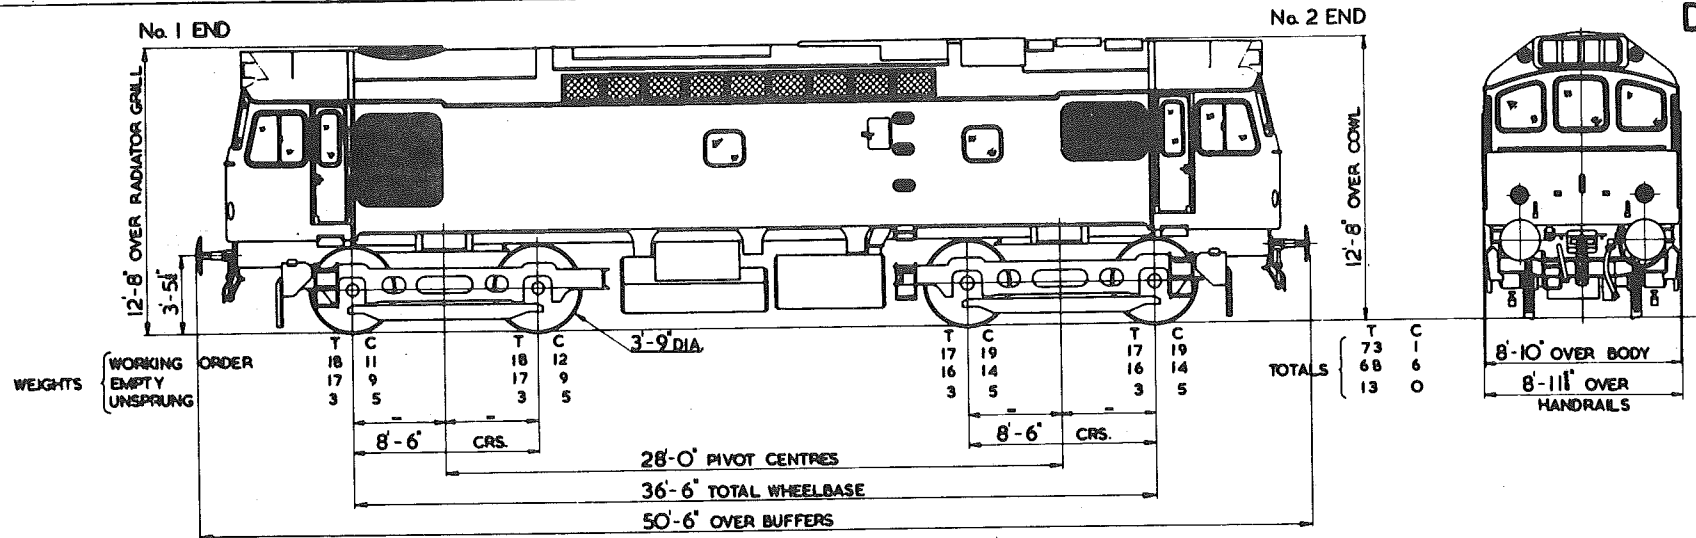 No. 1 END
No. 2 END
D
12'-8" OVER RADIATOR GRILL
3'-5½"
12'-8" OVER COWL
3'-9" DIA.
WEIGHTS
T C T C T C T C T C
WORKING ORDER 18 11 18 12 17 19 17 19 73 1
EMPTY 17 9 17 9 16 14 16 14 68 6
UNSPRUNG 3 5 3 5 3 5 3 5 13 0
TOTALS
8'-6" CRS.
8'-6" CRS.
28'-0" PIVOT CENTRES
36'-6" TOTAL WHEELBASE
50'-6" OVER BUFFERS
8'-10" OVER BODY
OVER
HANDRAILS